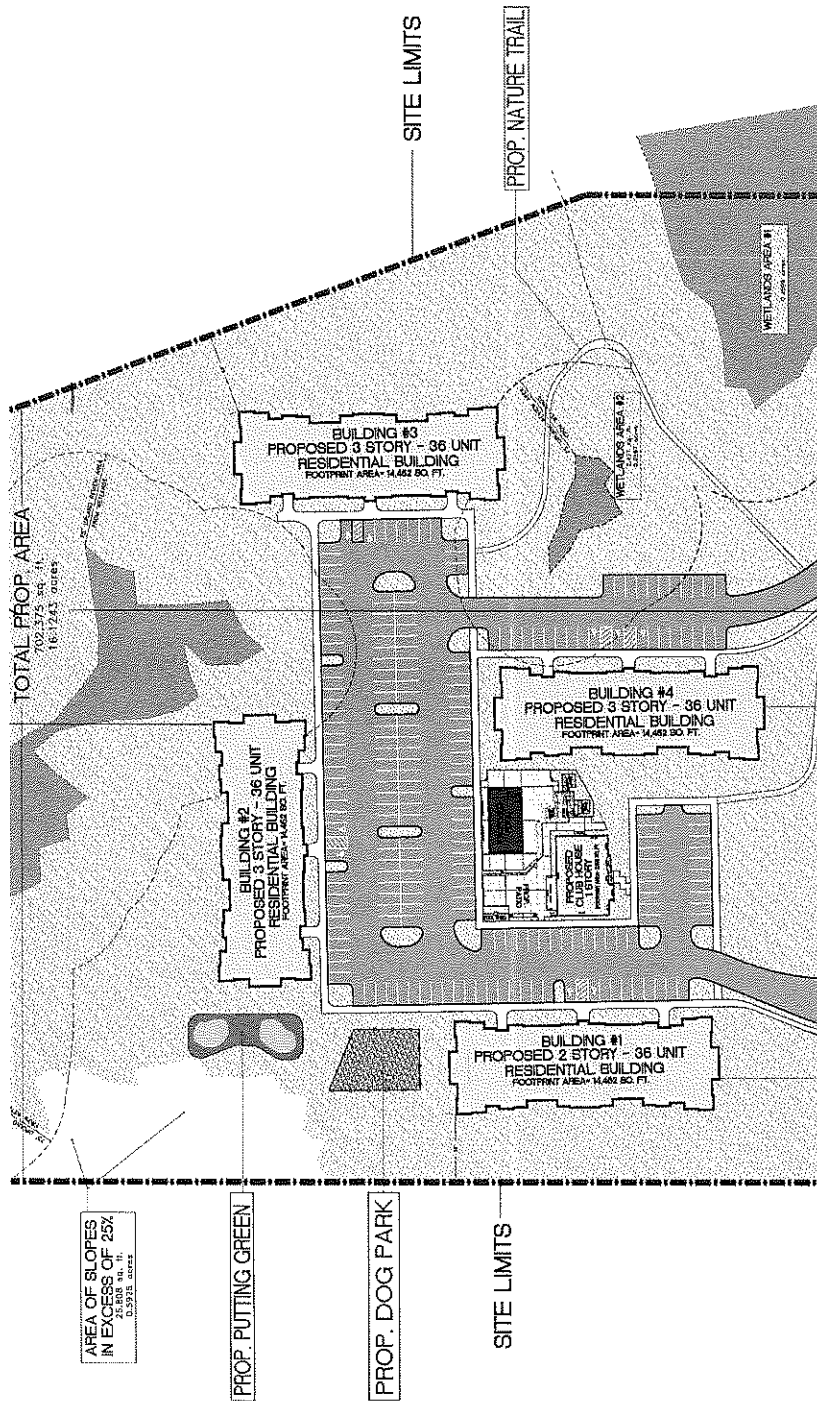 SITE LIMITS
PROP. NATURE TRAIL
TOTAL PROP. AREA
702,375 sq. ft.
16.1243 acres
WETLANDS AREA #1
WETLANDS AREA #2
BUILDING #3
PROPOSED 3 STORY - 36 UNIT
RESIDENTIAL BUILDING
FOOTPRINT AREA= 14,462 SQ. FT.
BUILDING #2
PROPOSED 3 STORY - 36 UNIT
RESIDENTIAL BUILDING
FOOTPRINT AREA= 14,462 SQ. FT.
BUILDING #4
PROPOSED 3 STORY - 36 UNIT
RESIDENTIAL BUILDING
FOOTPRINT AREA= 14,462 SQ. FT.
PROPOSED
CLUB HOUSE
1 STORY
BUILDING #1
PROPOSED 2 STORY - 36 UNIT
RESIDENTIAL BUILDING
FOOTPRINT AREA= 14,462 SQ. FT.
AREA OF SLOPES
IN EXCESS OF 25%
25,808 sq. ft.
0.5925 acres
PROP. PUTTING GREEN
PROP. DOG PARK
SITE LIMITS